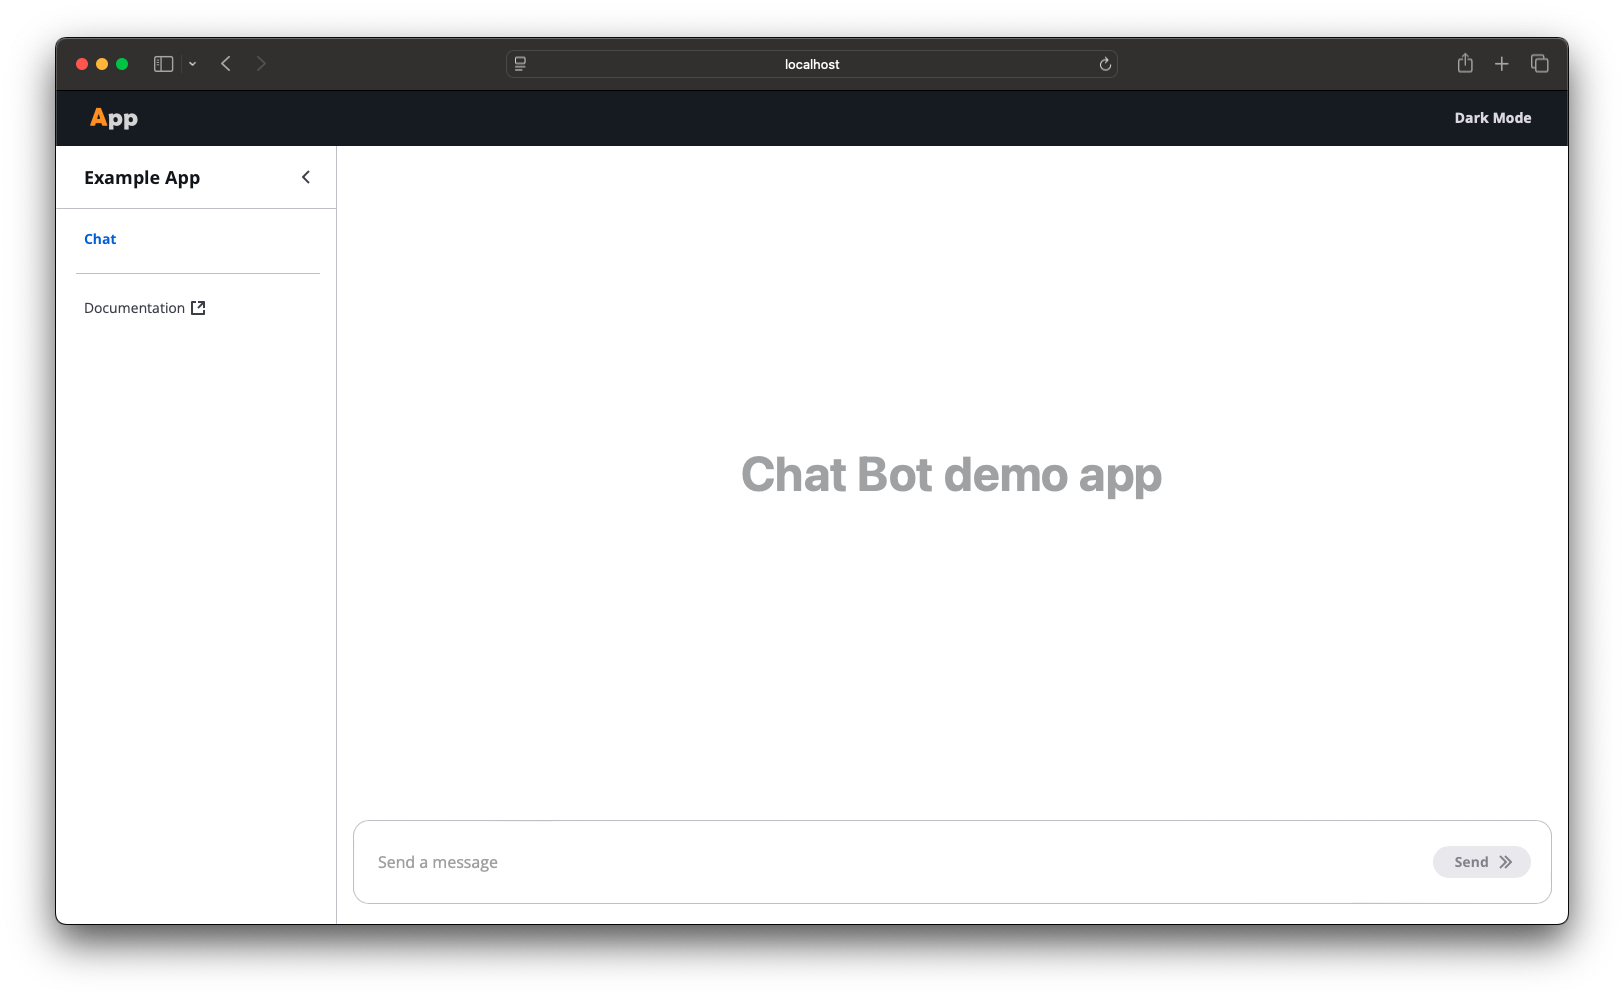 localhost
App
Dark Mode
Example App
Chat
Documentation
Chat Bot demo app
Send a message
Send